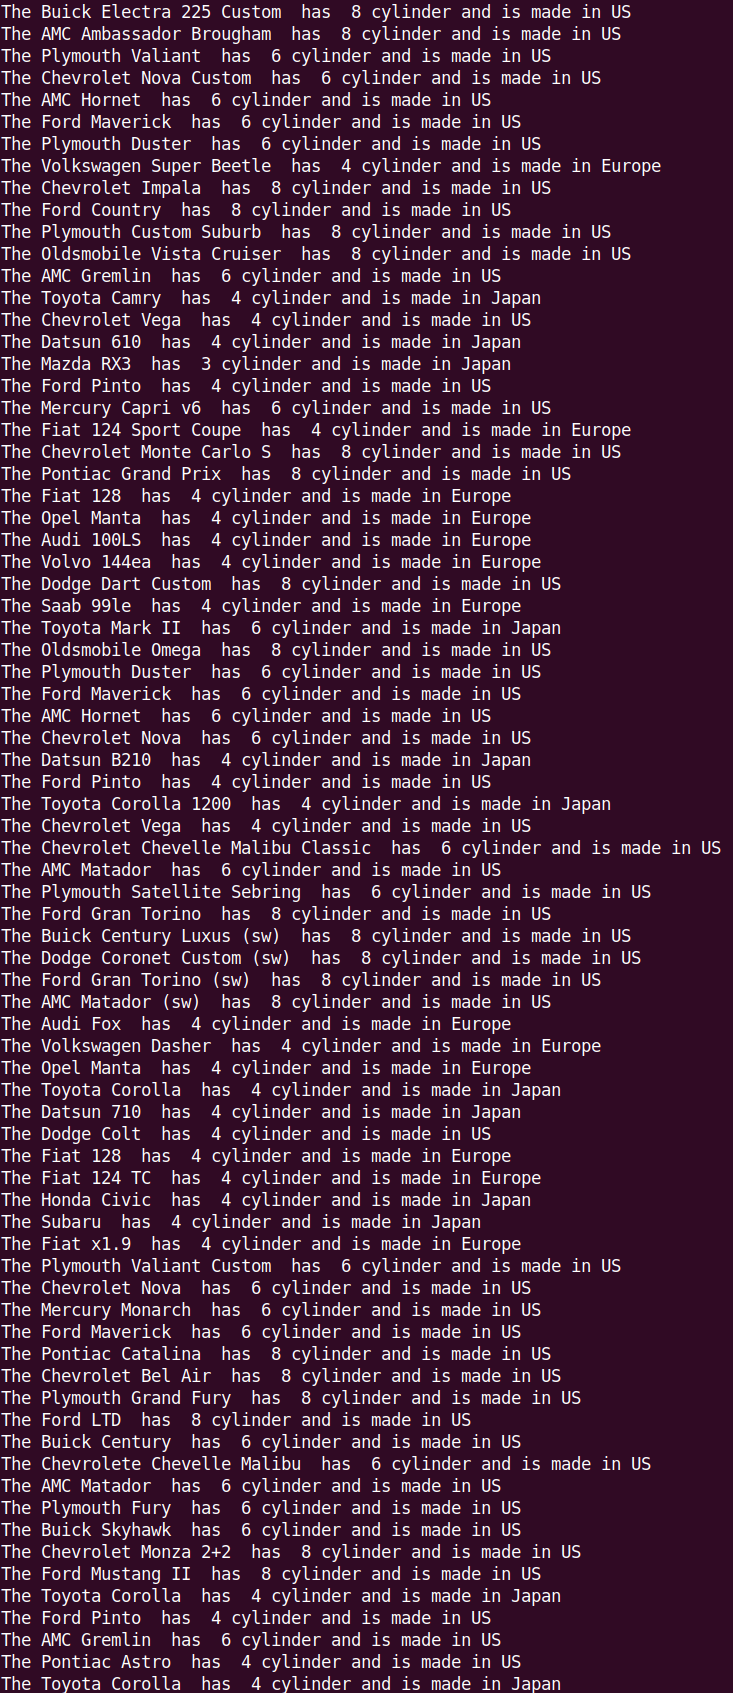 The Buick Electra 225 Custom  has  8 cylinder and is made in US
The AMC Ambassador Brougham  has  8 cylinder and is made in US
The Plymouth Valiant  has  6 cylinder and is made in US
The Chevrolet Nova Custom  has  6 cylinder and is made in US
The AMC Hornet  has  6 cylinder and is made in US
The Ford Maverick  has  6 cylinder and is made in US
The Plymouth Duster  has  6 cylinder and is made in US
The Volkswagen Super Beetle  has  4 cylinder and is made in Europe
The Chevrolet Impala  has  8 cylinder and is made in US
The Ford Country  has  8 cylinder and is made in US
The Plymouth Custom Suburb  has  8 cylinder and is made in US
The Oldsmobile Vista Cruiser  has  8 cylinder and is made in US
The AMC Gremlin  has  6 cylinder and is made in US
The Toyota Camry  has  4 cylinder and is made in Japan
The Chevrolet Vega  has  4 cylinder and is made in US
The Datsun 610  has  4 cylinder and is made in Japan
The Mazda RX3  has  3 cylinder and is made in Japan
The Ford Pinto  has  4 cylinder and is made in US
The Mercury Capri v6  has  6 cylinder and is made in US
The Fiat 124 Sport Coupe  has  4 cylinder and is made in Europe
The Chevrolet Monte Carlo S  has  8 cylinder and is made in US
The Pontiac Grand Prix  has  8 cylinder and is made in US
The Fiat 128  has  4 cylinder and is made in Europe
The Opel Manta  has  4 cylinder and is made in Europe
The Audi 100LS  has  4 cylinder and is made in Europe
The Volvo 144ea  has  4 cylinder and is made in Europe
The Dodge Dart Custom  has  8 cylinder and is made in US
The Saab 99le  has  4 cylinder and is made in Europe
The Toyota Mark II  has  6 cylinder and is made in Japan
The Oldsmobile Omega  has  8 cylinder and is made in US
The Plymouth Duster  has  6 cylinder and is made in US
The Ford Maverick  has  6 cylinder and is made in US
The AMC Hornet  has  6 cylinder and is made in US
The Chevrolet Nova  has  6 cylinder and is made in US
The Datsun B210  has  4 cylinder and is made in Japan
The Ford Pinto  has  4 cylinder and is made in US
The Toyota Corolla 1200  has  4 cylinder and is made in Japan
The Chevrolet Vega  has  4 cylinder and is made in US
The Chevrolet Chevelle Malibu Classic  has  6 cylinder and is made in US
The AMC Matador  has  6 cylinder and is made in US
The Plymouth Satellite Sebring  has  6 cylinder and is made in US
The Ford Gran Torino  has  8 cylinder and is made in US
The Buick Century Luxus (sw)  has  8 cylinder and is made in US
The Dodge Coronet Custom (sw)  has  8 cylinder and is made in US
The Ford Gran Torino (sw)  has  8 cylinder and is made in US
The AMC Matador (sw)  has  8 cylinder and is made in US
The Audi Fox  has  4 cylinder and is made in Europe
The Volkswagen Dasher  has  4 cylinder and is made in Europe
The Opel Manta  has  4 cylinder and is made in Europe
The Toyota Corolla  has  4 cylinder and is made in Japan
The Datsun 710  has  4 cylinder and is made in Japan
The Dodge Colt  has  4 cylinder and is made in US
The Fiat 128  has  4 cylinder and is made in Europe
The Fiat 124 TC  has  4 cylinder and is made in Europe
The Honda Civic  has  4 cylinder and is made in Japan
The Subaru  has  4 cylinder and is made in Japan
The Fiat x1.9  has  4 cylinder and is made in Europe
The Plymouth Valiant Custom  has  6 cylinder and is made in US
The Chevrolet Nova  has  6 cylinder and is made in US
The Mercury Monarch  has  6 cylinder and is made in US
The Ford Maverick  has  6 cylinder and is made in US
The Pontiac Catalina  has  8 cylinder and is made in US
The Chevrolet Bel Air  has  8 cylinder and is made in US
The Plymouth Grand Fury  has  8 cylinder and is made in US
The Ford LTD  has  8 cylinder and is made in US
The Buick Century  has  6 cylinder and is made in US
The Chevrolete Chevelle Malibu  has  6 cylinder and is made in US
The AMC Matador  has  6 cylinder and is made in US
The Plymouth Fury  has  6 cylinder and is made in US
The Buick Skyhawk  has  6 cylinder and is made in US
The Chevrolet Monza 2+2  has  8 cylinder and is made in US
The Ford Mustang II  has  8 cylinder and is made in US
The Toyota Corolla  has  4 cylinder and is made in Japan
The Ford Pinto  has  4 cylinder and is made in US
The AMC Gremlin  has  6 cylinder and is made in US
The Pontiac Astro  has  4 cylinder and is made in US
The Toyota Corolla  has  4 cylinder and is made in Japan